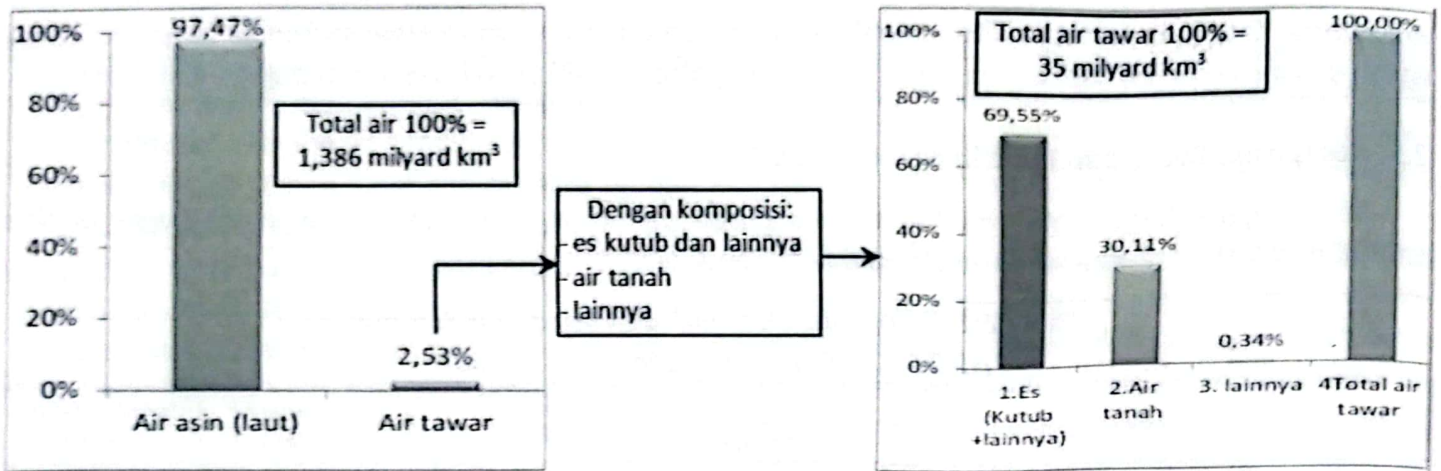 100%
80%
60%
40%
20%
0%
97,47%
Total air 100% =
1,386 milyard km³
2,53%
Air asin (laut)
Air tawar
Dengan komposisi:
- es kutub dan lainnya
- air tanah
- lainnya
Total air tawar 100% =
35 milyard km³
100%
80%
60%
40%
20%
0%
69,55%
30,11%
0,34%
100,00%
1.Es
(Kutub
+lainnya)
2.Air
tanah
3. lainnya
4Total air
tawar